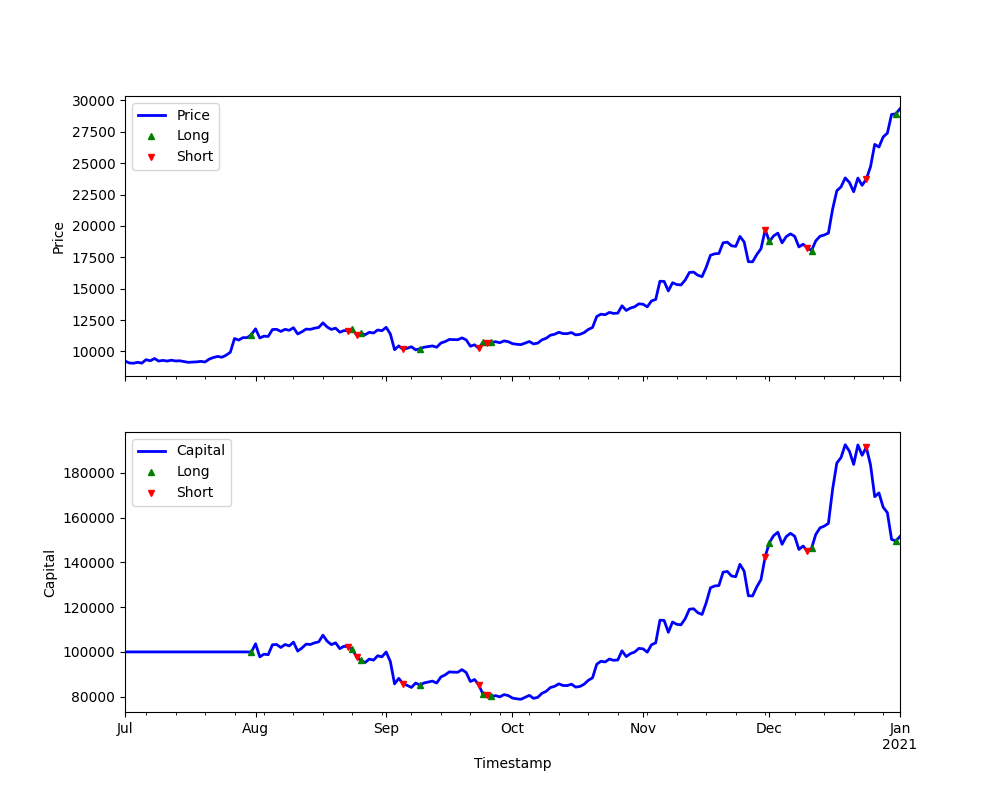 30000
27500
25000
22500
20000
17500
15000
12500
10000
Price
Price
Long
Short
180000
160000
140000
120000
100000
80000
Capital
Capital
Long
Short
Jul Aug Sep Oct Nov Dec Jan
2021
Timestamp